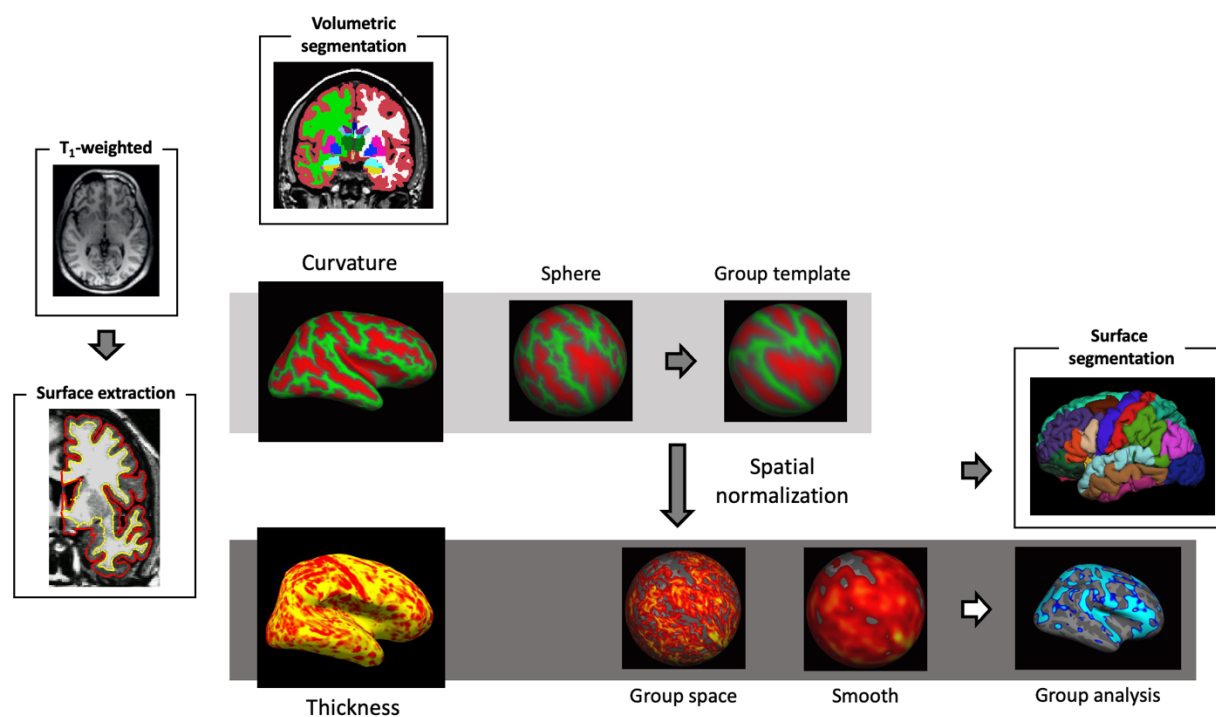 Volumetric
segmentation
T₁-weighted
Curvature
Sphere
Group template
Surface
segmentation
Surface extraction
Spatial
normalization
Thickness
Group space
Smooth
Group analysis